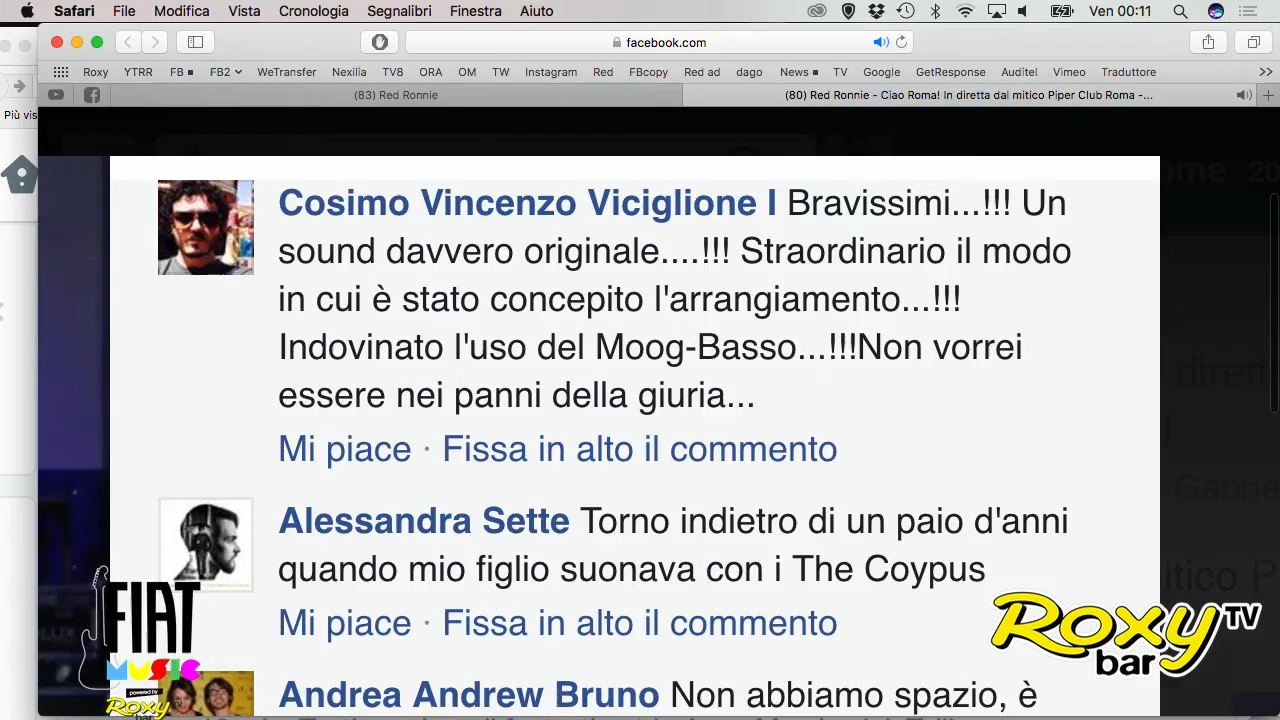 Safari File Modifica Vista Cronologia Segnalibri Finestra Aiuto Ven 00:11
facebook.com
Roxy YTRR FB FB2 WeTransfer Nexilia TV8 ORA OM TW Instagram Red FBcopy Red ad dago News TV Google GetResponse Auditel Vimeo Traduttore
(83) Red Ronnie (80) Red Ronnie - Ciao Roma! In diretta dal mitico Piper Club Roma -...
Più vis
Cosimo Vincenzo Viciglione I Bravissimi...!!! Un
sound davvero originale....!!! Straordinario il modo
in cui è stato concepito l'arrangiamento...!!!
Indovinato l'uso del Moog-Basso...!!!Non vorrei
essere nei panni della giuria...
Mi piace · Fissa in alto il commento
Alessandra Sette Torno indietro di un paio d'anni
quando mio figlio suonava con i The Coypus
Mi piace · Fissa in alto il commento
Andrea Andrew Bruno Non abbiamo spazio, è
FIAT
MUSIC
powered by
Roxy
bar
TV
Roxy
bar
TV